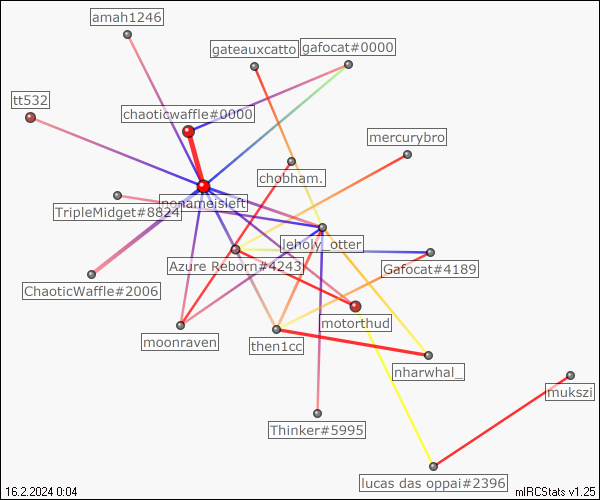 amah1246
gateauxcatto
gafocat#0000
tt532
chaoticwaffle#0000
mercurybro
chobham.
nonameisleft
TripleMidget#8824
leholy_otter
Azure Reborn#4243
Gafocat#4189
ChaoticWaffle#2006
motorthud
moonraven
then1cc
nharwhal_
mukszi
Thinker#5995
lucas das oppai#2396
16.2.2024 0:04
mIRCStats v1.25